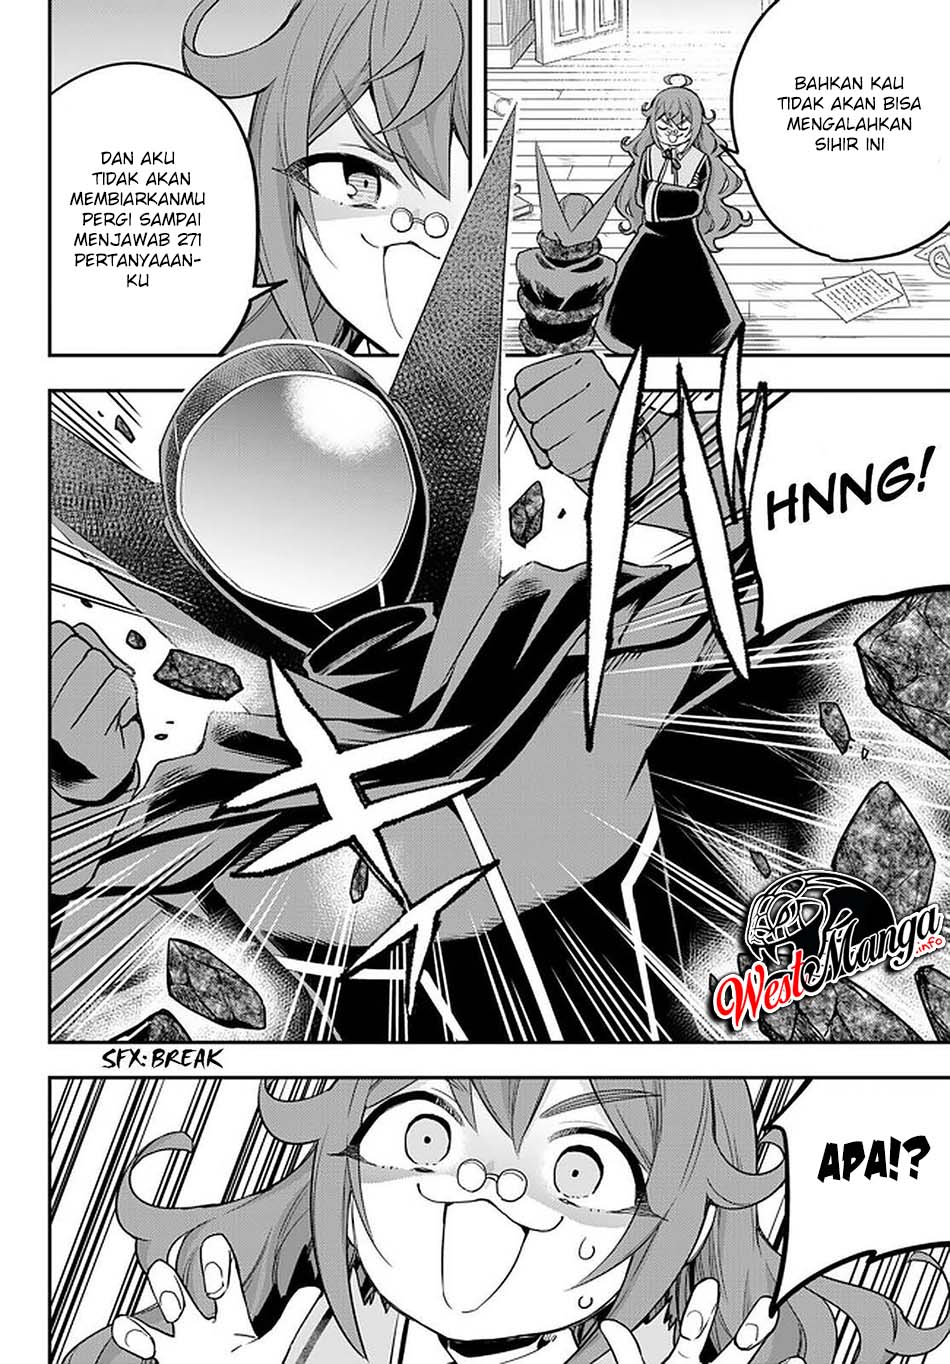 BAHKAN KAU
TIDAK AKAN BISA
MENGALAHKAN
SIHIR INI
DAN AKU
TIDAK AKAN
MEMBIARKANMU
PERGI SAMPAI
MENJAWAB 271
PERTANYAAAN-
KU
HNNG!
WestManga
.info
SFX: BREAK
APA!?